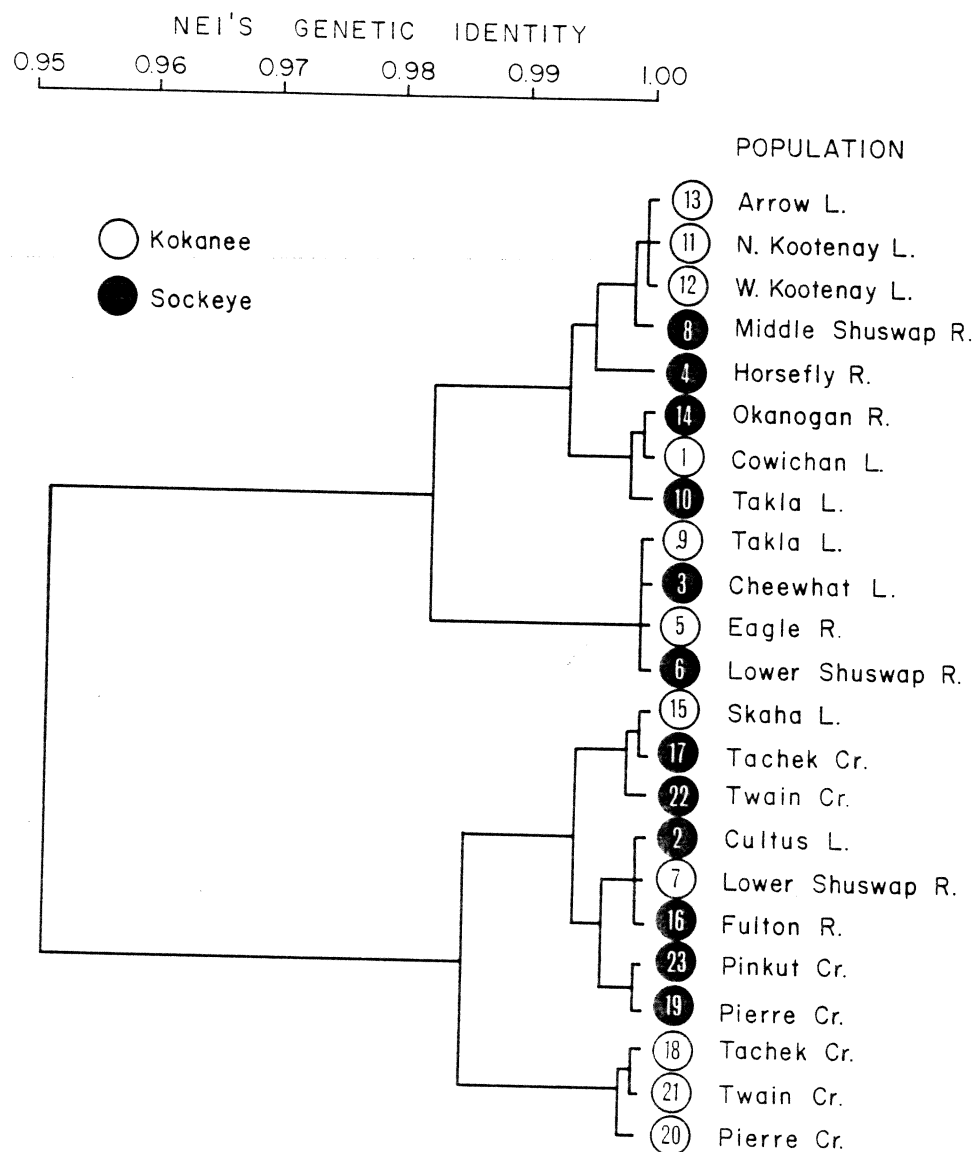 NEI'S GENETIC IDENTITY
0.95 0.96 0.97 0.98 0.99 1.00
POPULATION
Kokanee
Sockeye
13 Arrow L.
11 N. Kootenay L.
12 W. Kootenay L.
8 Middle Shuswap R.
4 Horsefly R.
14 Okanogan R.
1 Cowichan L.
10 Takla L.
9 Takla L.
3 Cheewhat L.
5 Eagle R.
6 Lower Shuswap R.
15 Skaha L.
17 Tachek Cr.
22 Twain Cr.
2 Cultus L.
7 Lower Shuswap R.
16 Fulton R.
23 Pinkut Cr.
19 Pierre Cr.
18 Tachek Cr.
21 Twain Cr.
20 Pierre Cr.